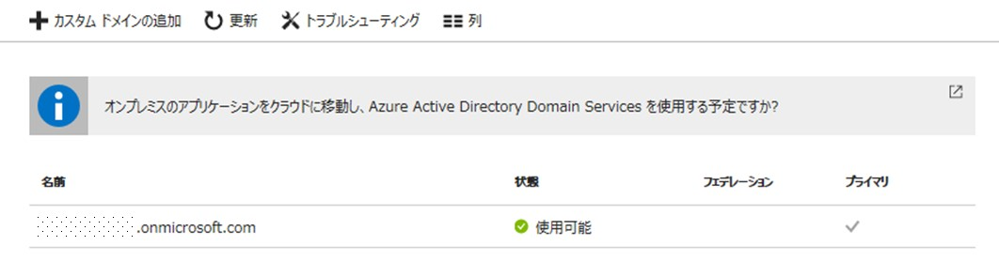 カスタム ドメインの追加 更新 トラブルシューティング 列
オンプレミスのアプリケーションをクラウドに移動し、Azure Active Directory Domain Services を使用する予定ですか?
名前 状態 フェデレーション プライマリ
.onmicrosoft.com 使用可能